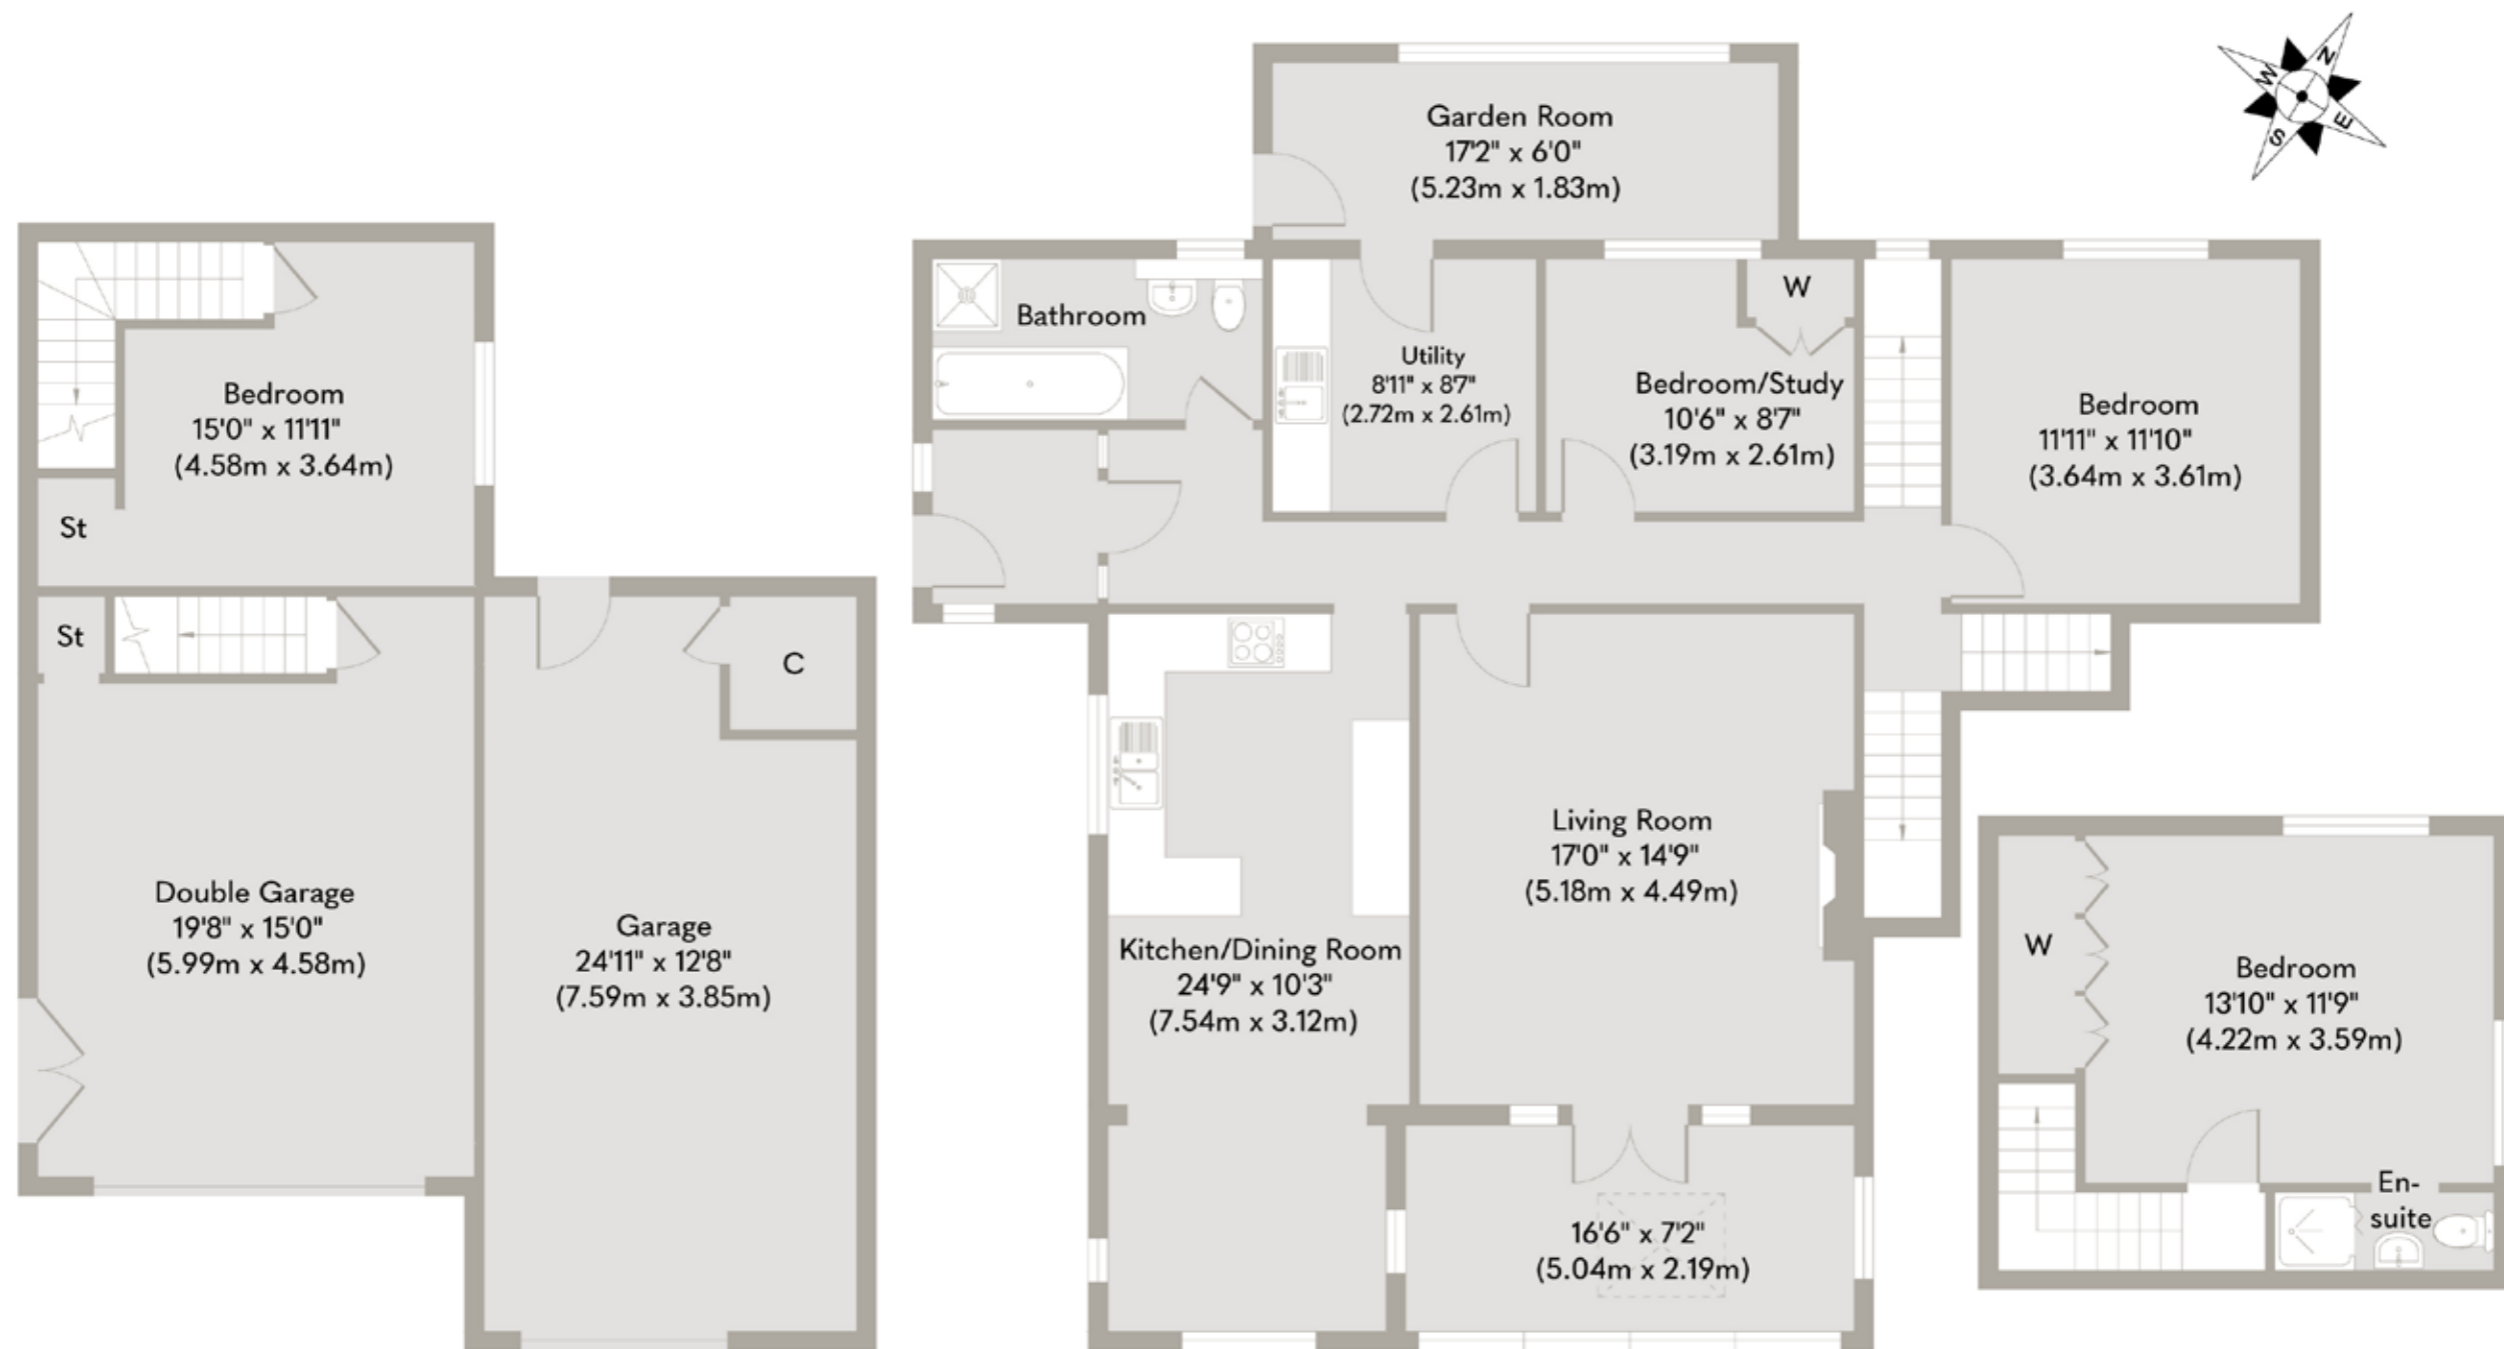 Garden Room
17'2" x 6'0"
(5.23m x 1.83m)
N
W
E
S
Bedroom
15'0" x 11'11"
(4.58m x 3.64m)
St
St
C
Double Garage
19'8" x 15'0"
(5.99m x 4.58m)
Garage
24'11" x 12'8"
(7.59m x 3.85m)
Bathroom
Utility
8'11" x 8'7"
(2.72m x 2.61m)
W
Bedroom/Study
10'6" x 8'7"
(3.19m x 2.61m)
Bedroom
11'11" x 11'10"
(3.64m x 3.61m)
Living Room
17'0" x 14'9"
(5.18m x 4.49m)
Kitchen/Dining Room
24'9" x 10'3"
(7.54m x 3.12m)
16'6" x 7'2"
(5.04m x 2.19m)
W
Bedroom
13'10" x 11'9"
(4.22m x 3.59m)
En-
suite